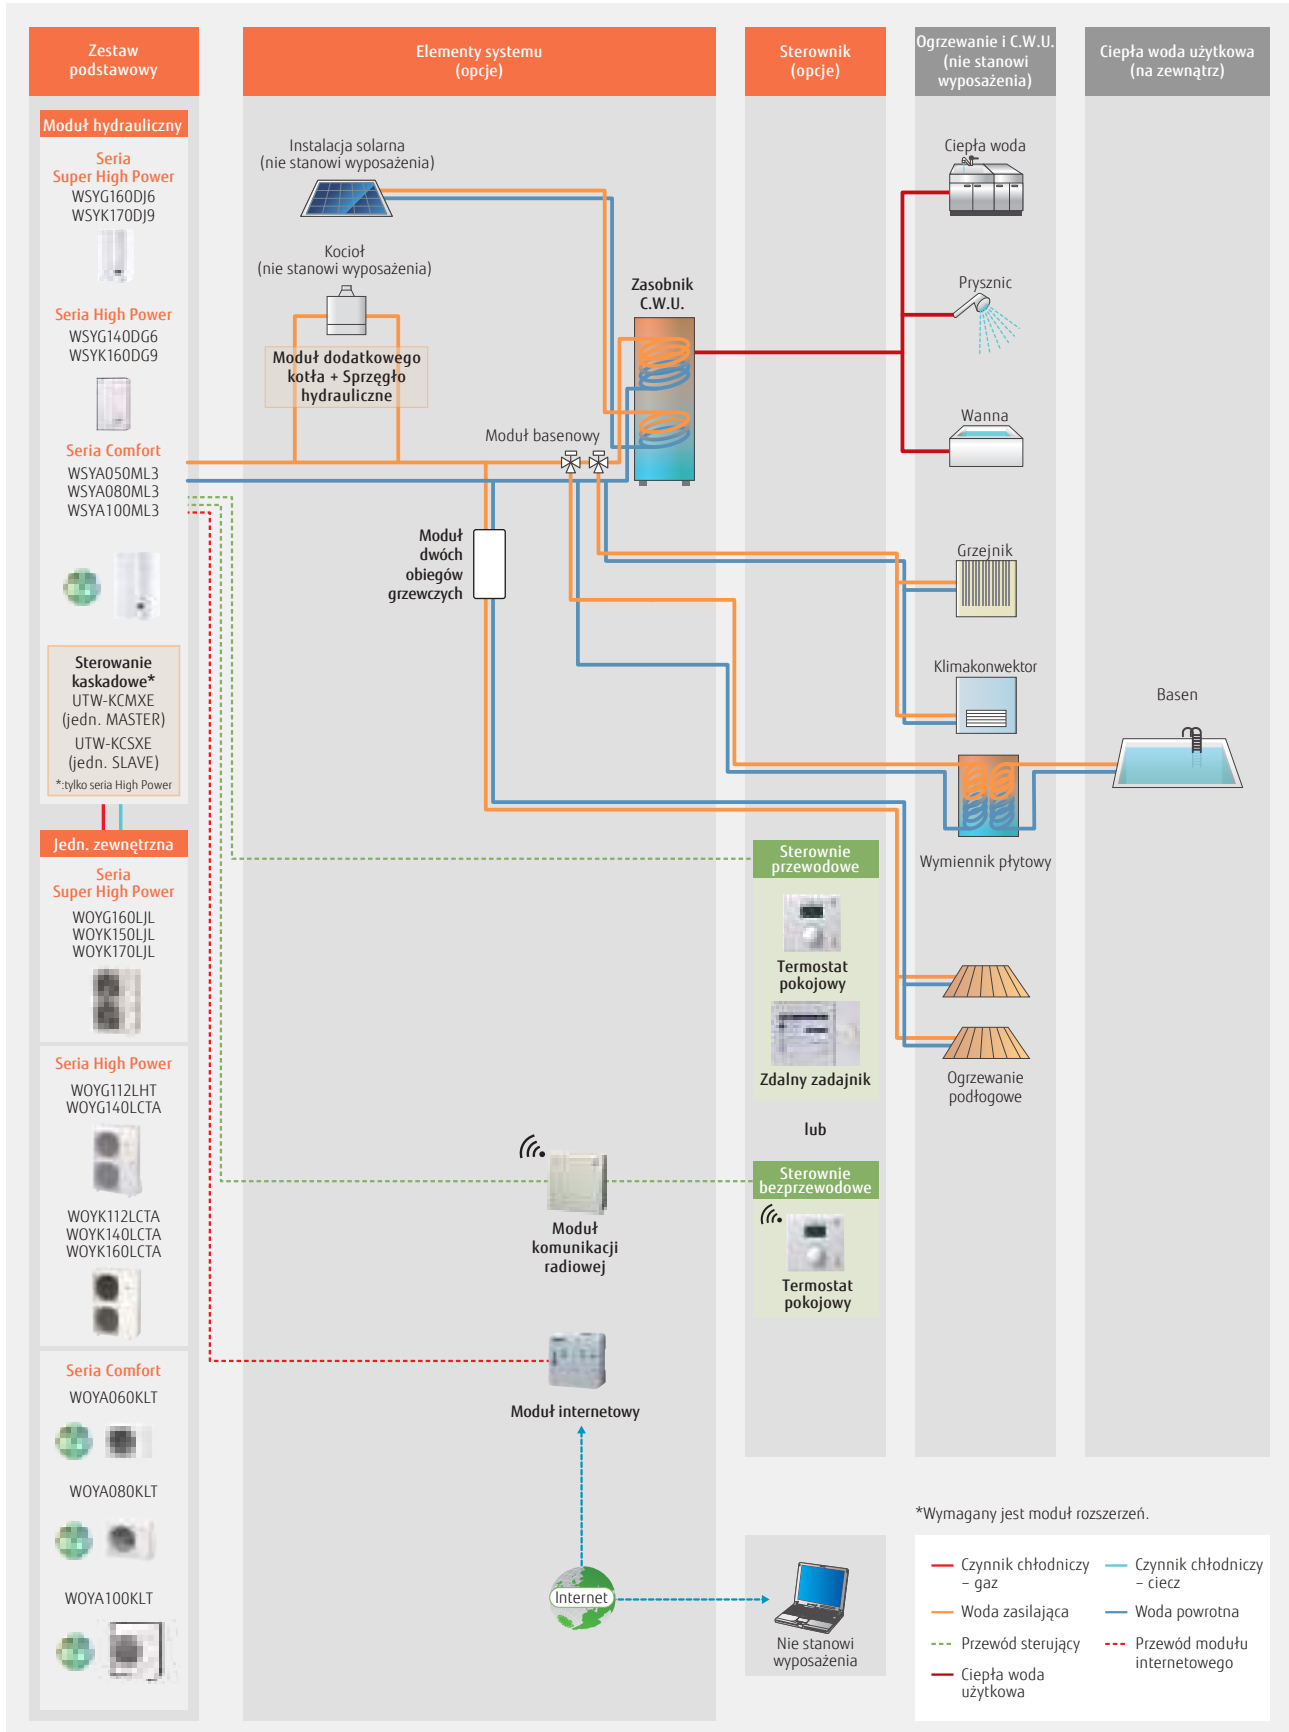 Zestaw
podstawowy
Elementy systemu
(opcje)
Sterownik
(opcje)
Ogrzewanie i C.W.U.
(nie stanowi
wyposażenia)
Ciepła woda użytkowa
(na zewnątrz)
Moduł hydrauliczny
Seria
Super High Power
WSYG160DJ6
WSYK170DJ9
Seria High Power
WSYG140DG6
WSYK160DG9
Seria Comfort
WSYA050ML3
WSYA080ML3
WSYA100ML3
Sterowanie
kaskadowe*
UTW-KCMXE
(jedn. MASTER)
UTW-KCSXE
(jedn. SLAVE)
*:tylko seria High Power
Jedn. zewnętrzna
Seria
Super High Power
WOYG160LJL
WOYK150LJL
WOYK170LJL
Seria High Power
WOYG112LHT
WOYG140LCTA
WOYK112LCTA
WOYK140LCTA
WOYK160LCTA
Seria Comfort
WOYA060KLT
WOYA080KLT
WOYA100KLT
Instalacja solarna
(nie stanowi wyposażenia)
Kocioł
(nie stanowi wyposażenia)
Moduł dodatkowego
kotła + Sprzęgło
hydrauliczne
Zasobnik
C.W.U.
Moduł basenowy
Moduł
dwóch
obiegów
grzewczych
Moduł
komunikacji
radiowej
Moduł internetowy
Internet
Sterownie
przewodowe
Termostat
pokojowy
Zdalny zadajnik
lub
Sterownie
bezprzewodowe
Termostat
pokojowy
Nie stanowi
wyposażenia
Ciepła woda
Prysznic
Wanna
Grzejnik
Klimakonwektor
Wymiennik płytowy
Ogrzewanie
podłogowe
Basen
*Wymagany jest moduł rozszerzeń.
Czynnik chłodniczy
– gaz
Czynnik chłodniczy
– ciecz
Woda zasilająca
Woda powrotna
Przewód sterujący
Przewód modułu
internetowego
Ciepła woda
użytkowa